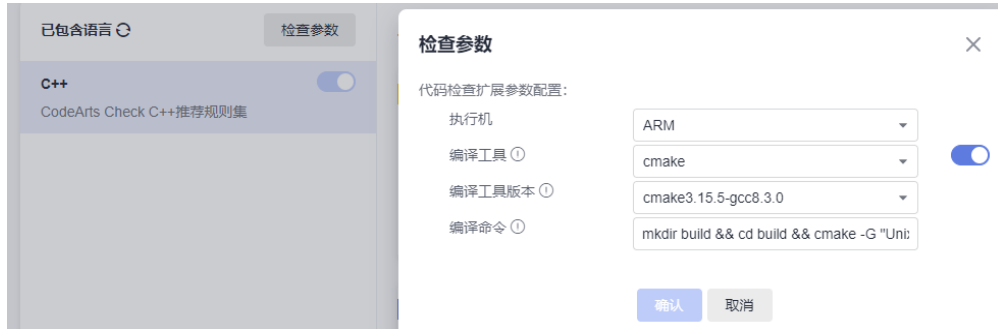 已包含语言
检查参数
C++
CodeArts Check C++推荐规则集
检查参数
代码检查扩展参数配置：
执行机
ARM
编译工具
cmake
编译工具版本
cmake3.15.5-gcc8.3.0
编译命令
mkdir build && cd build && cmake -G "Uni
确认
取消